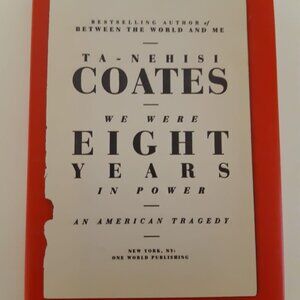 BESTSELLING AUTHOR of
BETWEEN THE WORLD AND ME
TA-NEHISI
COATES
WE WERE
EIGHT
YEARS
IN POWER
AN AMERICAN TRAGEDY
NEW YORK, NY:
ONE WORLD PUBLISHING